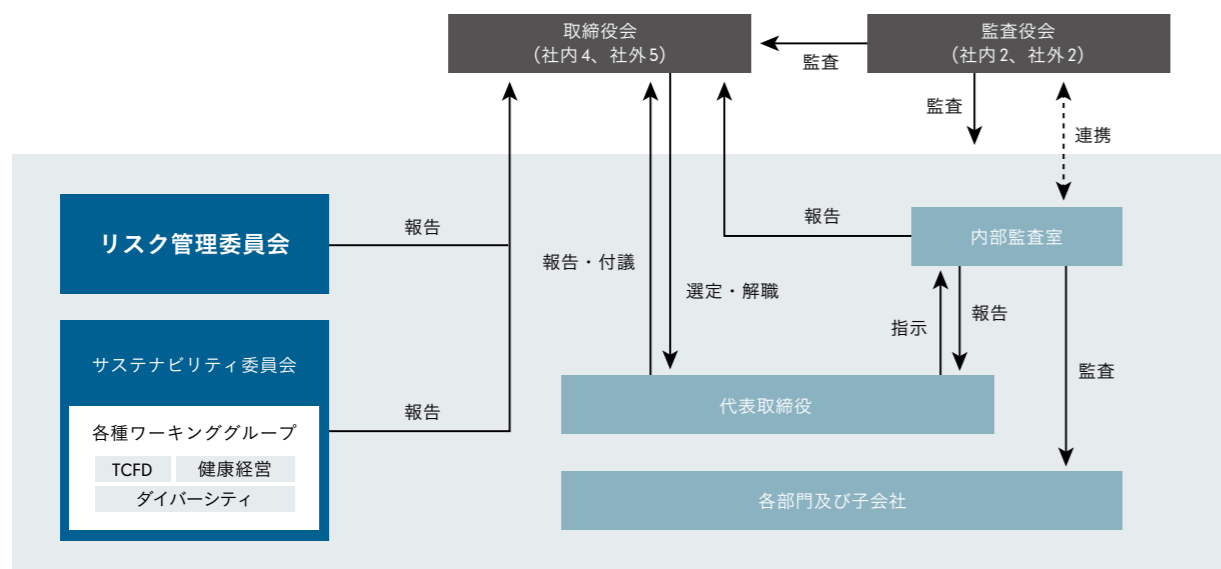 取締役会
（社内4、社外5）
監査役会
（社内2、社外2）
監査
監査
連携
リスク管理委員会
報告
報告
内部監査室
報告・付議
選定・解職
指示
報告
サステナビリティ委員会
代表取締役
監査
報告
各種ワーキンググループ
TCFD
健康経営
ダイバーシティ
各部門及び子会社